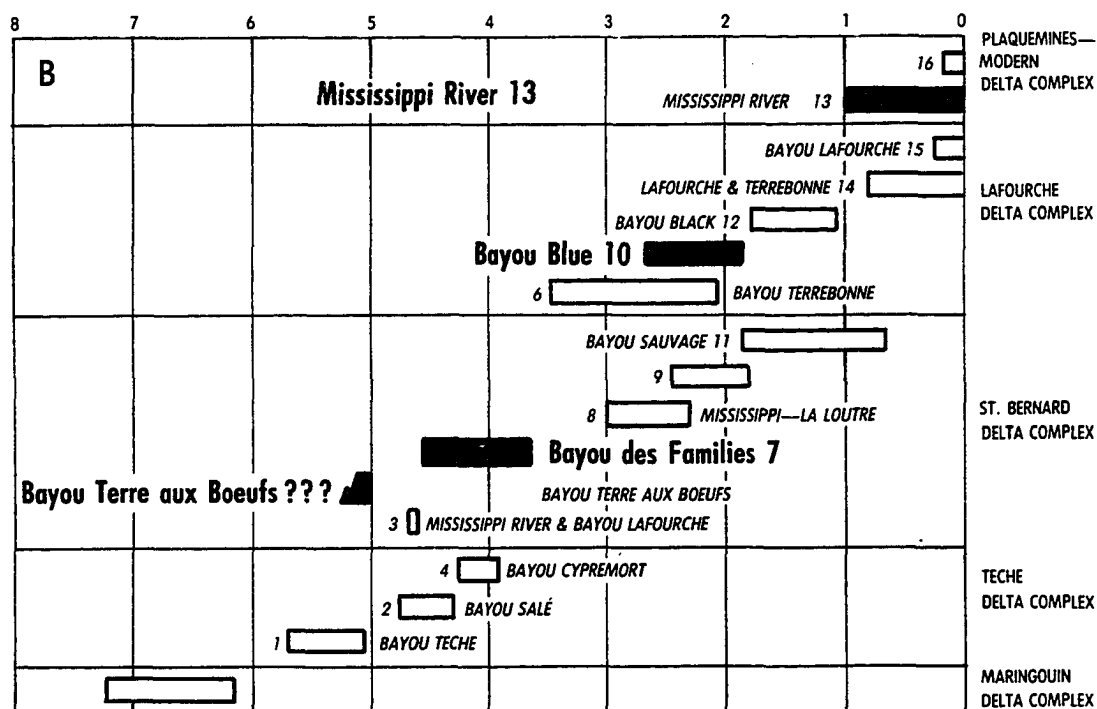 8 7 6 5 4 3 2 1 0
B
PLAQUEMINES—
MODERN
DELTA COMPLEX
16
Mississippi River 13
MISSISSIPPI RIVER 13
BAYOU LAFOURCHE 15
LAFOURCHE & TERREBONNE 14
LAFOURCHE
DELTA COMPLEX
BAYOU BLACK 12
Bayou Blue 10
6 BAYOU TERREBONNE
BAYOU SAUVAGE 11
9
8 MISSISSIPPI—LA LOUTRE
ST. BERNARD
DELTA COMPLEX
Bayou des Families 7
Bayou Terre aux Boeufs ???
BAYOU TERRE AUX BOEUFS
3 MISSISSIPPI RIVER & BAYOU LAFOURCHE
4 BAYOU CYPREMORT
TECHE
DELTA COMPLEX
2 BAYOU SALÉ
1 BAYOU TECHE
MARINGOUIN
DELTA COMPLEX